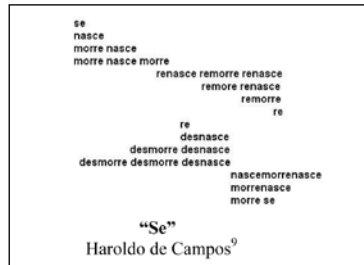 se
nasce
morre nasce
morre nasce morre
renasce remorre renasce
remore renasce
remorre
re
re
desnasce
desmorre desnasce
desmorre desmorre desnasce
nascemorrenasce
morrenasce
morre se
“Se”
Haroldo de Campos⁹